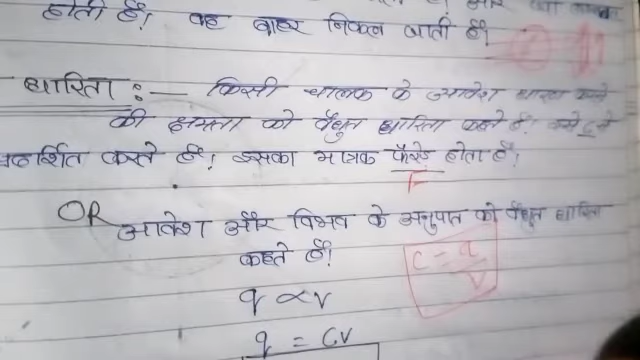 होती हैं। वह बाहर निकल जाती हैं।
धारिता :— किसी चालक के आवेश धारण करने
की क्षमता को वैद्युत धारिता कहते हैं। इसे C से
प्रदर्शित करते हैं। इसका मात्रक फैरेड होता है।
F
OR आवेश और विभव के अनुपात को वैद्युत धारिता
कहते हैं।
C = q/V
q ∝ V
q = CV